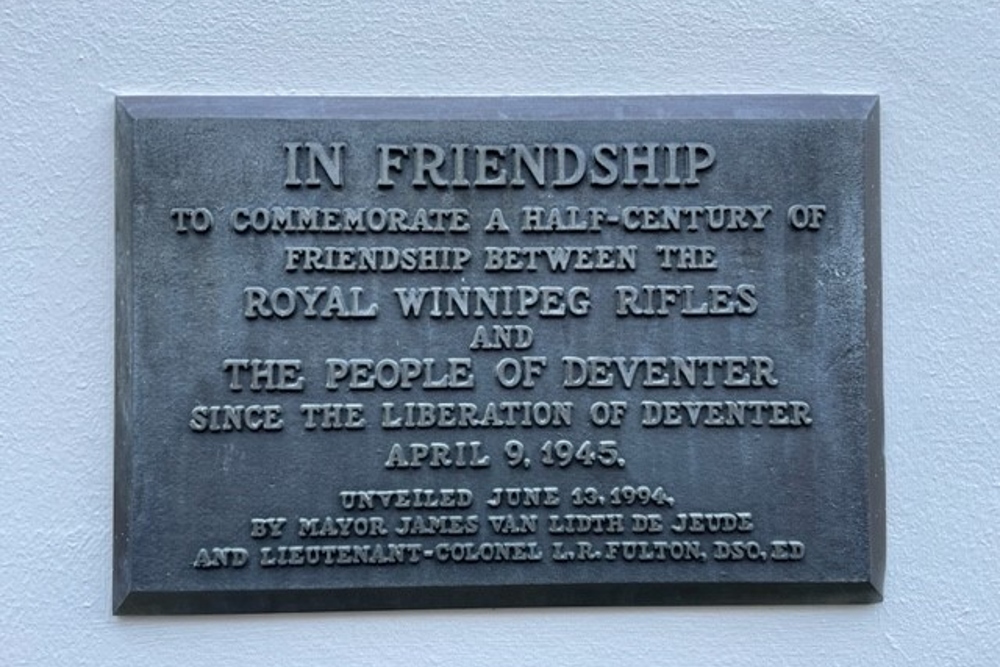 IN FRIENDSHIP
TO COMMEMORATE A HALF-CENTURY OF
FRIENDSHIP BETWEEN THE
ROYAL WINNIPEG RIFLES
AND
THE PEOPLE OF DEVENTER
SINCE THE LIBERATION OF DEVENTER
APRIL 9, 1945.
UNVEILED JUNE 13, 1994,
BY MAYOR JAMES VAN LIDTH DE JEUDE
AND LIEUTENANT-COLONEL L.R. FULTON, DSO, ED